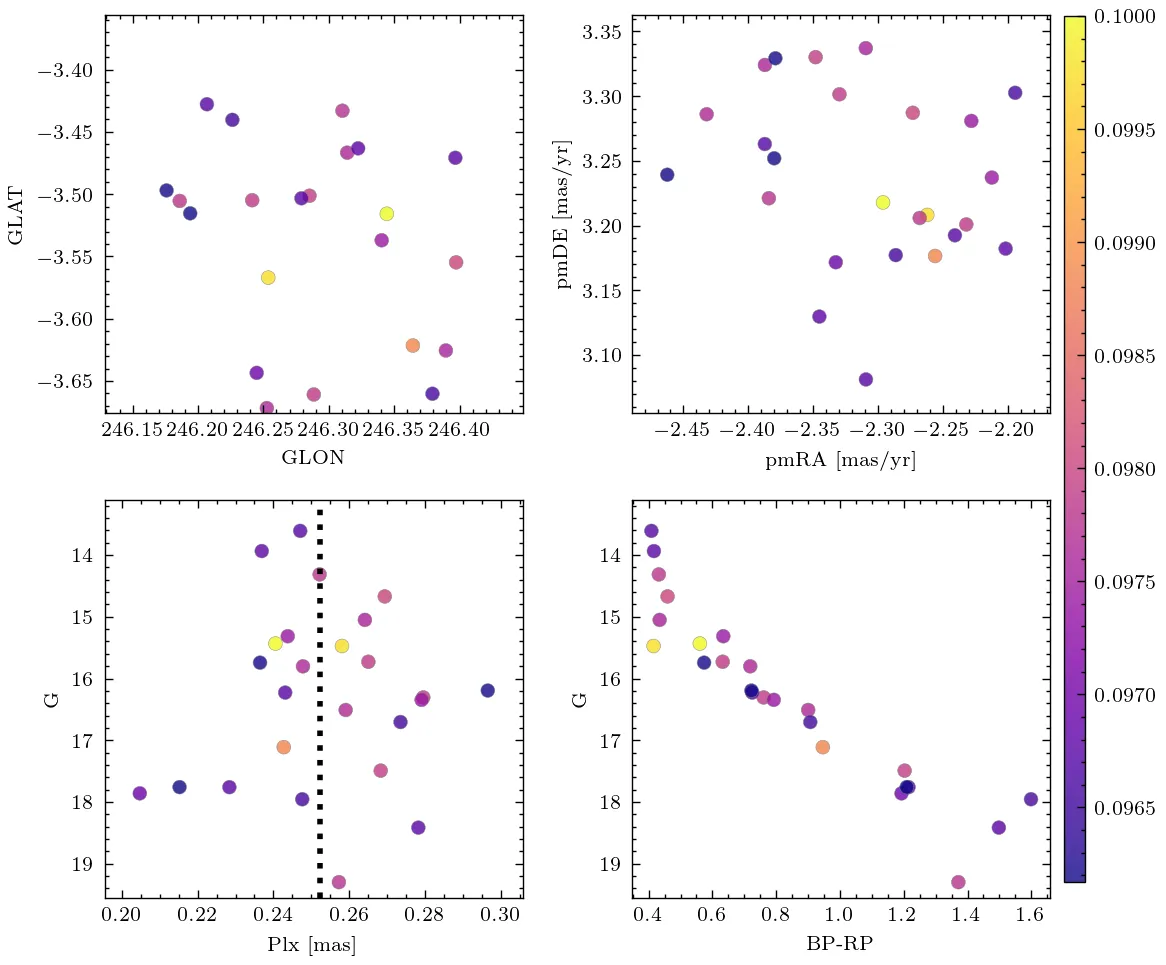 −3.40
−3.45
−3.50
−3.55
−3.60
−3.65
GLAT
246.15 246.20 246.25 246.30 246.35 246.40
GLON
3.35
3.30
3.25
3.20
3.15
3.10
pmDE [mas/yr]
−2.45 −2.40 −2.35 −2.30 −2.25 −2.20
pmRA [mas/yr]
0.1000
0.0995
0.0990
0.0985
0.0980
0.0975
0.0970
0.0965
14
15
16
17
18
19
G
0.20 0.22 0.24 0.26 0.28 0.30
Plx [mas]
14
15
16
17
18
19
G
0.4 0.6 0.8 1.0 1.2 1.4 1.6
BP-RP